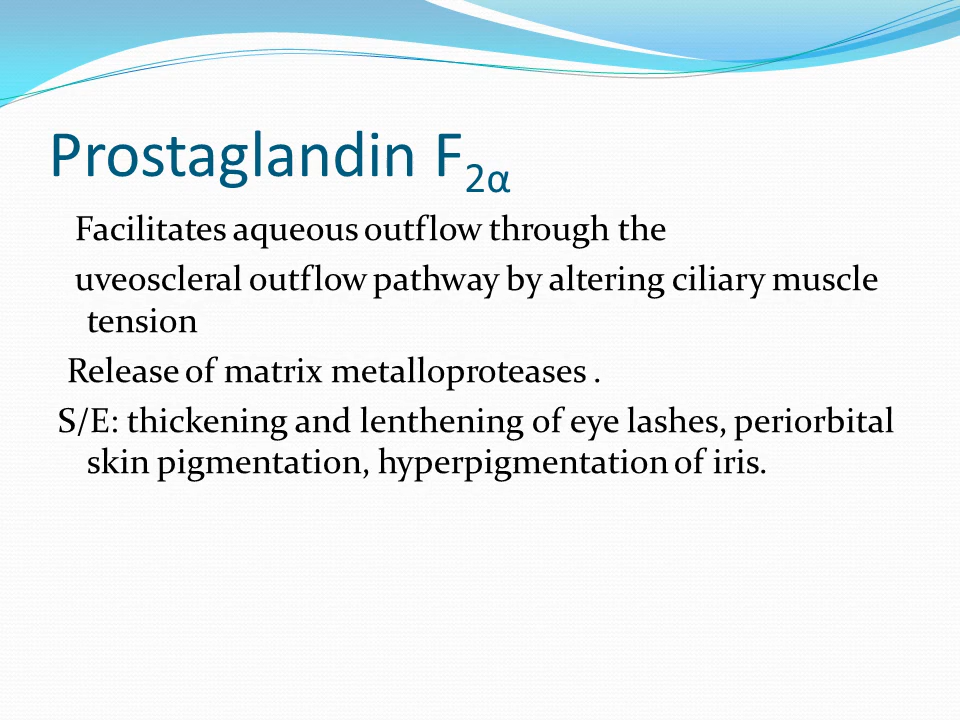 Prostaglandin F2α
Facilitates aqueous outflow through the
uveoscleral outflow pathway by altering ciliary muscle
tension
Release of matrix metalloproteases .
S/E: thickening and lenthening of eye lashes, periorbital
skin pigmentation, hyperpigmentation of iris.